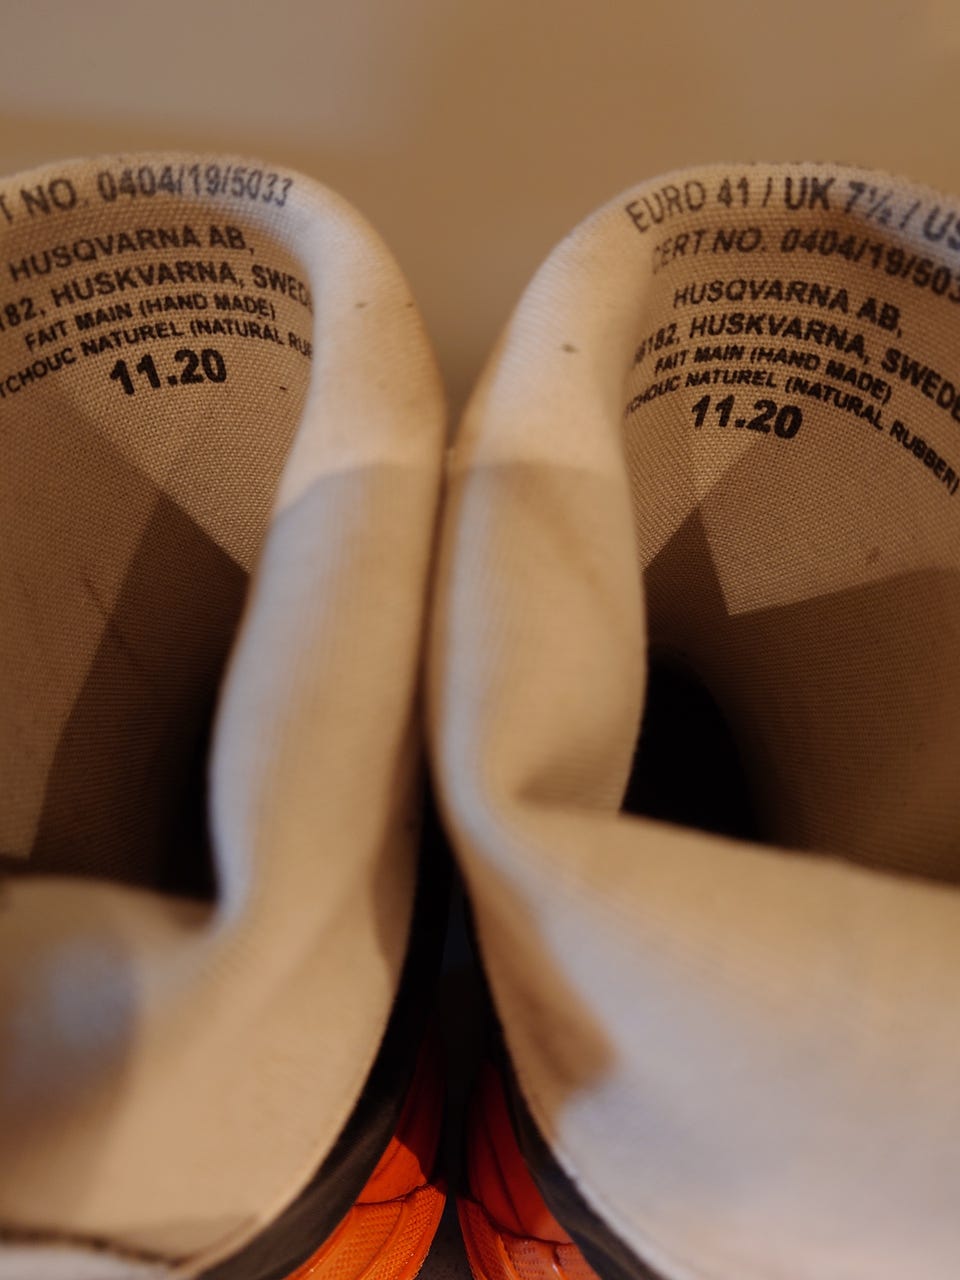 T NO. 0404/19/5033
HUSQVARNA AB,
182, HUSKVARNA, SWED
FAIT MAIN (HAND MADE)
TCHOUC NATUREL (NATURAL RU
11.20
EURO 41 / UK 7½ / US
CERT.NO. 0404/19/503
HUSQVARNA AB,
182, HUSKVARNA, SWEDE
FAIT MAIN (HAND MADE)
TCHOUC NATUREL (NATURAL RUBBER)
11.20